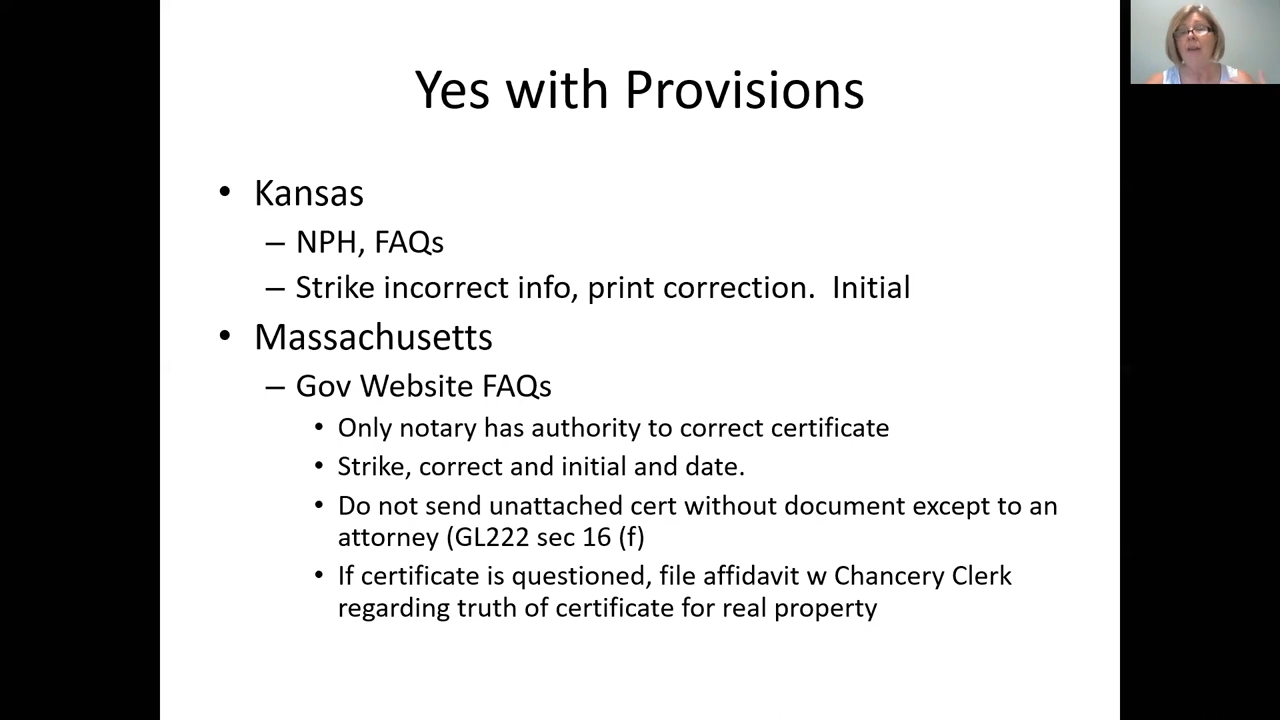 Yes with Provisions
• Kansas
– NPH, FAQs
– Strike incorrect info, print correction.  Initial
• Massachusetts
– Gov Website FAQs
• Only notary has authority to correct certificate
• Strike, correct and initial and date.
• Do not send unattached cert without document except to an
attorney (GL222 sec 16 (f)
• If certificate is questioned, file affidavit w Chancery Clerk
regarding truth of certificate for real property